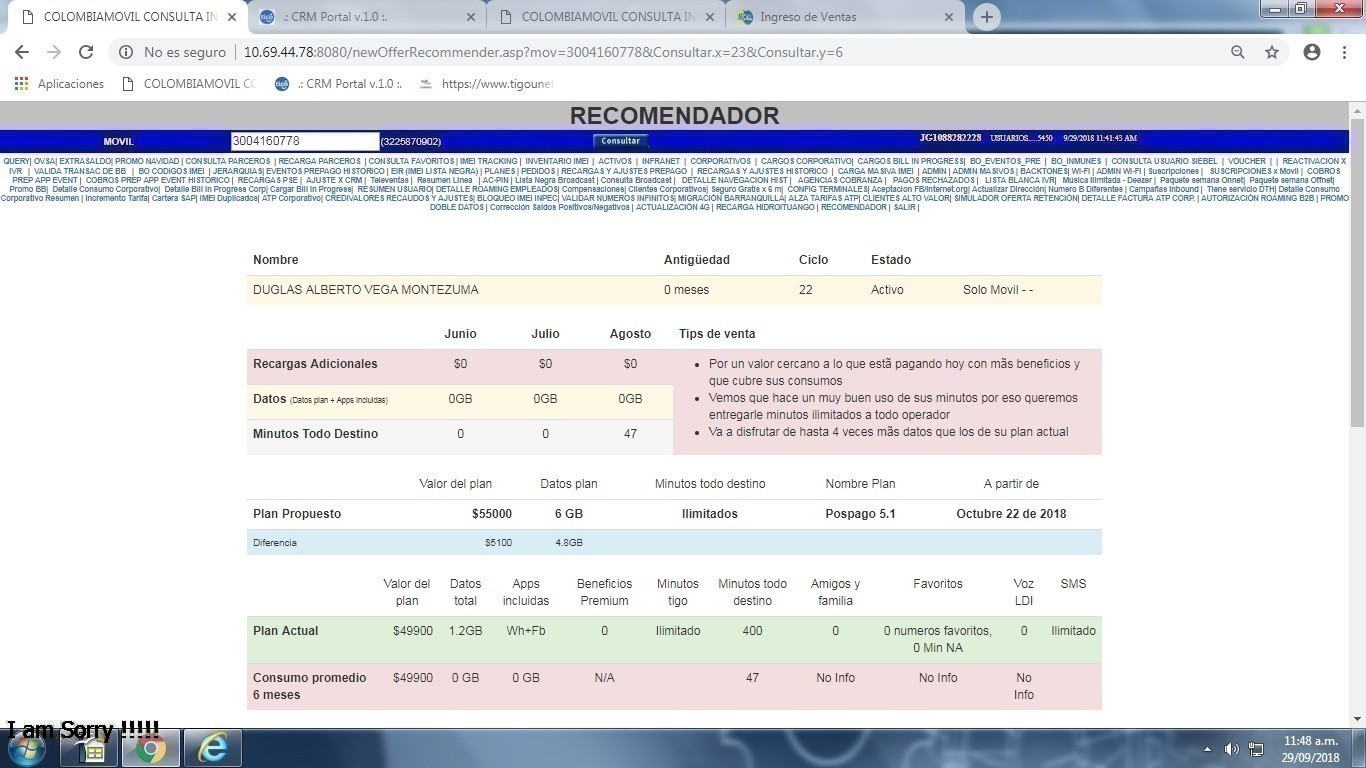 COLOMBIAMOVIL CONSULTA IN
.: CRM Portal v.1.0 :.
COLOMBIAMOVIL CONSULTA IN
Ingreso de Ventas
No es seguro | 10.69.44.78:8080/newOfferRecommender.asp?mov=3004160778&Consultar.x=23&Consultar.y=6
Aplicaciones COLOMBIAMOVIL CO .: CRM Portal v.1.0 :. https://www.tigounet
RECOMENDADOR
MOVIL 3004160778 (3225870902) Consultar JG1088282228 USUARIOS.....5450 9/29/2018 11:41:43 AM
QUERY| OVSA| EXTRASALDO| PROMO NAVIDAD | CONSULTA PARCEROS | RECARGA PARCEROS | CONSULTA FAVORITOS | IMEI TRACKING | INVENTARIO IMEI | ACTIVOS | INFRANET | CORPORATIVOS | CARGOS CORPORATIVO| CARGOS BILL IN PROGRESS| BO_EVENTOS_PRE | BO_INMUNES | CONSULTA USUARIO SIEBEL | VOUCHER | | REACTIVACION X
IVR | VALIDA TRANSAC DE BB | BO CODIGOS IMEI | JERARQUIAS| EVENTOS PREPAGO HISTORICO | EIR (IMEI LISTA NEGRA) | PLANES | PEDIDOS | RECARGAS Y AJUSTES PREPAGO | RECARGAS Y AJUSTES HISTORICO | CARGA MASIVA IMEI | ADMIN | ADMIN MASIVOS | BACKTONES| WI-FI | ADMIN WI-FI | Suscripciones | SUSCRIPCIONES x Movil | COBROS
PREP APP EVENT | COBROS PREP APP EVENT HISTORICO | RECARGAS PSE | AJUSTE X CRM | Televentas | Resumen Linea | AC-PIN | Lista Negra Broadcast | Consulta Broadcast | DETALLE NAVEGACION HIST | AGENCIAS COBRANZA | PAGOS RECHAZADOS | LISTA BLANCA IVR| Música Ilimitada - Deezer | Paquete semana Onnet| Paquete semana Offnet|
Promo BB| Detalle Consumo Corporativo| Detalle Bill in Progress Corp| Cargar Bill in Progress| RESUMEN USUARIO| DETALLE ROAMING EMPLEADOS| Compensaciones| Clientes Corporativos| Seguro Gratis x 6 m| CONFIG TERMINALES| Aceptacion FB/Internet.org| Actualizar Dirección| Numero B Diferentes | Campañas Inbound | Tiene servicio DTH| Detalle Consumo
Corporativo Resumen | Incremento Tarifa| Cartera SAP| IMEI Duplicados| ATP Corporativo| CREDIVALORES RECAUDOS Y AJUSTES| BLOQUEO IMEI INPEC| VALIDAR NUMEROS INFINITOS| MIGRACIÓN BARRANQUILLA| ALZA TARIFAS ATP| CLIENTES ALTO VALOR| SIMULADOR OFERTA RETENCIÓN| DETALLE FACTURA ATP CORP. | AUTORIZACIÓN ROAMING B2B | PROMO
DOBLE DATOS | Corrección Saldos Positivos/Negativos | ACTUALIZACIÓN 4G | RECARGA HIDROITUANGO | RECOMENDADOR | SALIR |
Nombre Antigüedad Ciclo Estado
DUGLAS ALBERTO VEGA MONTEZUMA 0 meses 22 Activo Solo Movil - -
Junio Julio Agosto Tips de venta
Recargas Adicionales $0 $0 $0
Datos (Datos plan + Apps Incluidas) 0GB 0GB 0GB
Minutos Todo Destino 0 0 47
• Por un valor cercano a lo que estã pagando hoy con mãs beneficios y
que cubre sus consumos
• Vemos que hace un muy buen uso de sus minutos por eso queremos
entregarle minutos ilimitados a todo operador
• Va a disfrutar de hasta 4 veces mãs datos que los de su plan actual
Valor del plan Datos plan Minutos todo destino Nombre Plan A partir de
Plan Propuesto $55000 6 GB Ilimitados Pospago 5.1 Octubre 22 de 2018
Diferencia $5100 4.8GB
Valor del Datos Apps Beneficios Minutos Minutos todo Amigos y Favoritos Voz SMS
plan total incluidas Premium tigo destino familia LDI
Plan Actual $49900 1.2GB Wh+Fb 0 Ilimitado 400 0 0 numeros favoritos, 0 Ilimitado
0 Min NA
Consumo promedio $49900 0 GB 0 GB N/A 47 No Info No Info No
6 meses Info
I am Sorry !!!!!
11:48 a.m.
29/09/2018